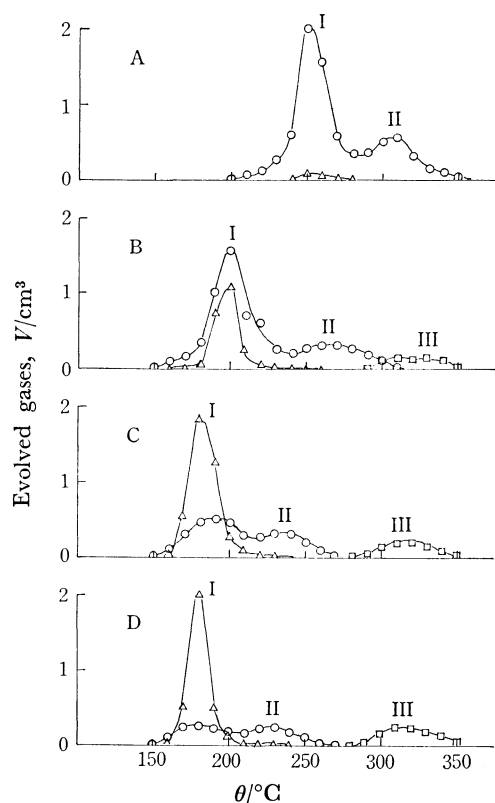 2
I
A
1
II
0
2
I
B
1
II
III
0
Evolved gases, V/cm³
2
I
C
1
II
III
0
I
2
D
1
II
III
0
150 200 250 300 350
θ/°C